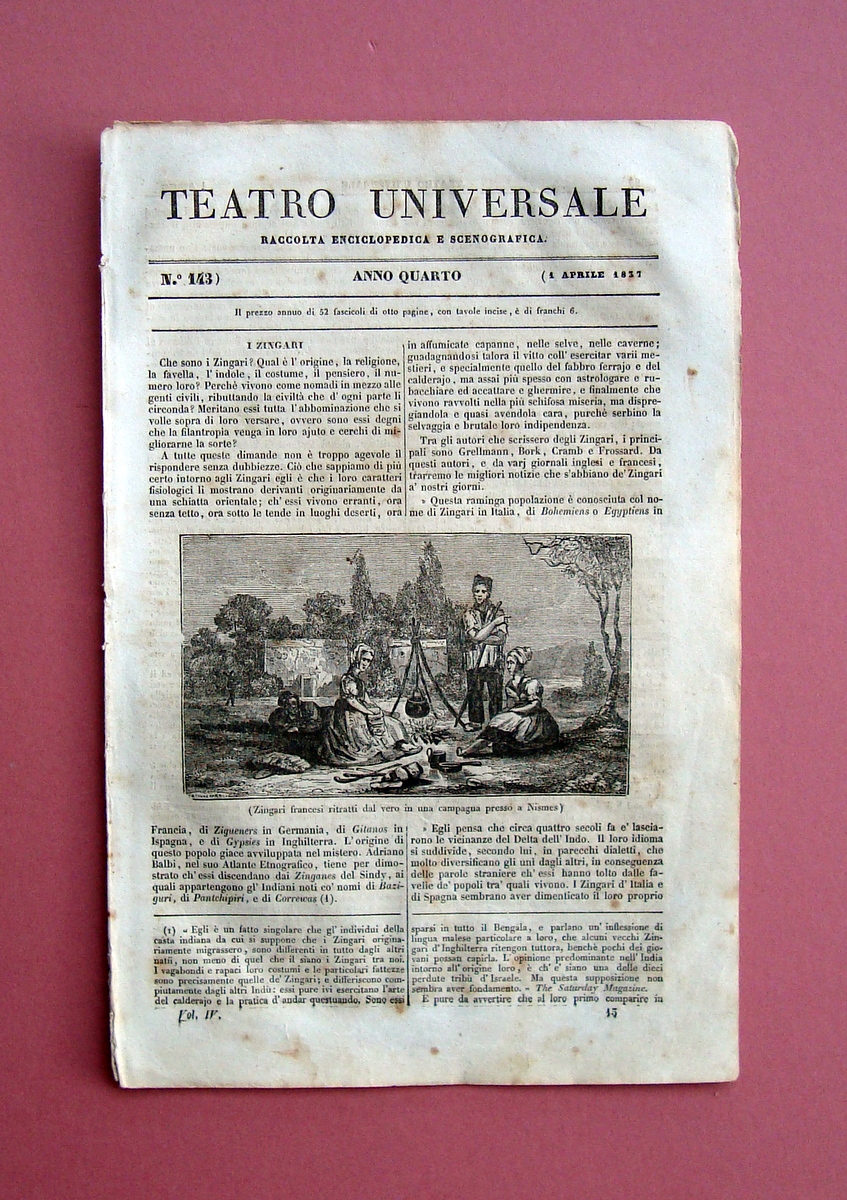 TEATRO UNIVERSALE
RACCOLTA ENCICLOPEDICA E SCENOGRAFICA.
N.º 143)
ANNO QUARTO
(1 APRILE 1837
Il prezzo annuo di 52 fascicoli di otto pagine, con tavole incise, è di franchi 6.
I ZINGARI
Che sono i Zingari? Qual è l' origine, la religione,
la favella, l' indole, il costume, il pensiero, il nu-
mero loro? Perchè vivono come nomadi in mezzo alle
genti civili, ributtando la civiltà che d' ogni parte li
circonda? Meritano essi tutta l' abbominazione che si
volle sopra di loro versare, ovvero sono essi degni
che la filantropia venga in loro ajuto e cerchi di mi-
gliorarne la sorte?
A tutte queste dimande non è troppo agevole il
rispondere senza dubbiezze. Ciò che sappiamo di più
certo intorno agli Zingari egli è che i loro caratteri
fisiologici li mostrano derivanti originariamente da
una schiatta orientale; ch' essi vivono erranti, ora
senza tetto, ora sotto le tende in luoghi deserti, ora
in affumicate capanne, nelle selve, nelle caverne;
guadagnandosi talora il vitto coll' esercitar varii me-
stieri, e specialmente quello del fabbro ferrajo e del
calderajo, ma assai più spesso con astrologare e ru-
bacchiare ed accattare e ghermire, e finalmente che
vivono ravvolti nella più schifosa miseria, ma dispre-
giandola e quasi avendola cara, purchè serbino la
selvaggia e brutale loro indipendenza.
Tra gli autori che scrissero degli Zingari, i princi-
pali sono Grellmann, Bork, Cramb e Frossard. Da
questi autori, e da varj giornali inglesi e francesi,
trarremo le migliori notizie che s'abbiano de' Zingari
a' nostri giorni.
» Questa raminga popolazione è conosciuta col no-
me di Zingari in Italia, di Bohemiens o Egyptiens in
(Zingari francesi ritratti dal vero in una campagna presso a Nismes)
Francia, di Zigueners in Germania, di Gitanos in
Ispagna, e di Gypsies in Inghilterra. L' origine di
questo popolo giace avviluppata nel mistero. Adriano
Balbi, nel suo Atlante Etnografico, tiene per dimo-
strato ch' essi discendano dai Zinganes del Sindy, ai
quali appartengono gl' Indiani noti co' nomi di Bazi-
guri, di Pantchipiri, e di Correwas (1).
» Egli pensa che circa quattro secoli fa e' lascia-
rono le vicinanze del Delta dell' Indo. Il loro idioma
si suddivide, secondo lui, in parecchi dialetti, che
molto diversificano gli uni dagli altri, in conseguenza
delle parole straniere ch' essi hanno tolto dalle fa-
velle de' popoli tra' quali vivono. I Zingari d' Italia e
di Spagna sembrano aver dimenticato il loro proprio
(1) « Egli è un fatto singolare che gl' individui della
casta indiana da cui si suppone che i Zingari origina-
riamente migrassero, sono differenti in tutto dagli altri
natii, non meno di quel che il siano i Zingari tra noi.
I vagabondi e rapaci loro costumi e le particolari fattezze
sono precisamente quelle de' Zingari; e differiscono com-
piutamente dagli altri Indù: essi pure ivi esercitano l'arte
del calderajo e la pratica d'andar questuando. Sono essi
sparsi in tutto il Bengala, e parlano un' inflessione di
lingua malese particolare a loro, che alcuni vecchi Zin-
gari d'Inghilterra ritengon tuttora, benchè pochi dei gio-
vani possan capirla. L' opinione predominante nell' India
intorno all' origine loro, è ch' e' siano una delle dieci
perdute tribù d' Israele. Ma questa supposizione non
sembra aver fondamento. » The Saturday Magazine.
E pure da avvertire che al loro primo comparire in
Vol. IV.
15